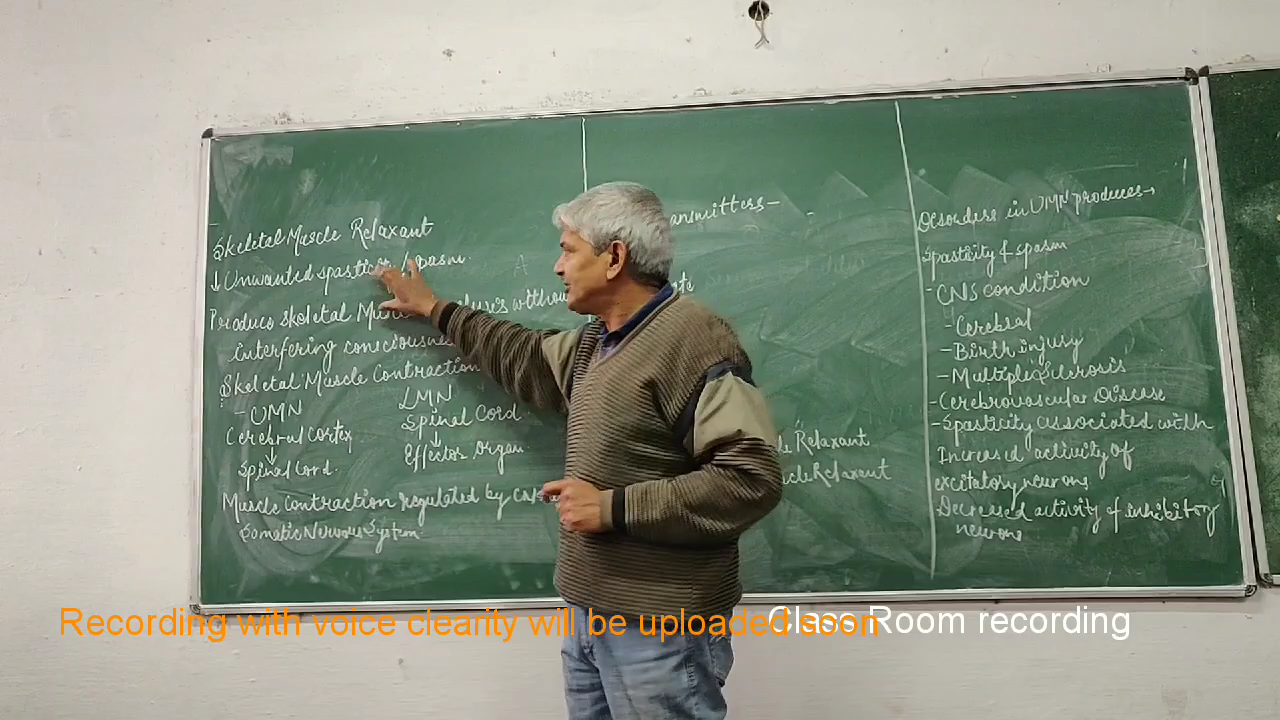 Skeletal Muscle Relaxant
↓ Unwanted spasticity / spasm
Produce skeletal Muscle without
interfering consciousness
Skeletal Muscle Contraction
- UMN LMN
Cerebral Cortex Spinal Cord
↓ ↓
Spinal Cord. Effector Organ
Muscle contraction regulated by CNS
Somatic Nervous System.
ansmitters –
A
Relaxant
Relaxant
Disorders in UMN produces→
Spasticity & spasm
- CNS condition
- Cerebral
- Birth injury
- Multiple Sclerosis
- Cerebrovascular Disease
- Spasticity associated with
Increased activity of
excitatory neurons
Decreased activity of inhibitory
neurons
Recording with voice clearity will be uploaded soon
Class Room recording